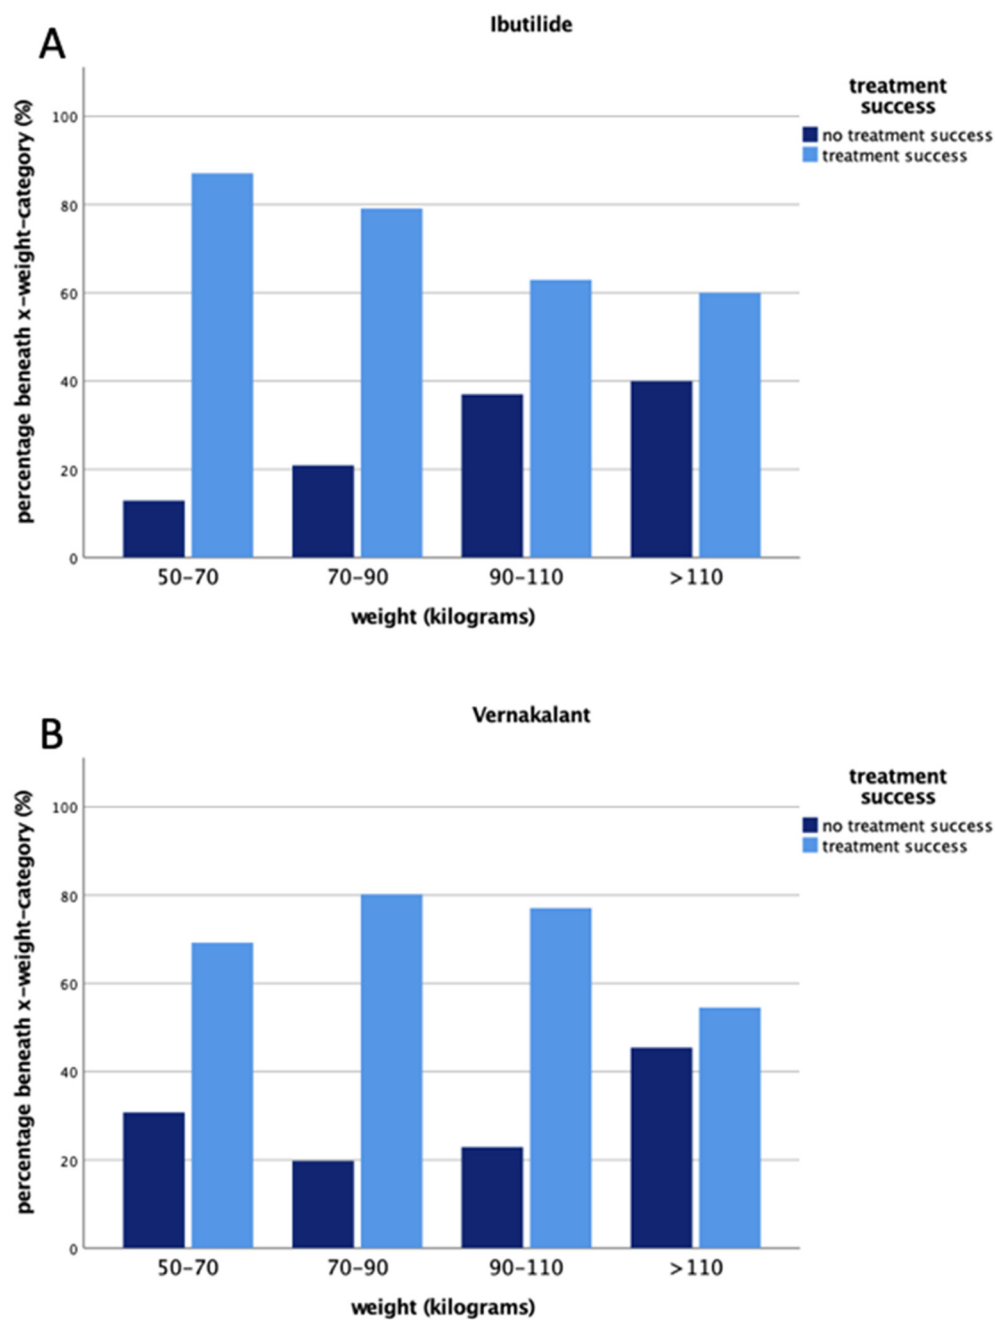 A
Ibutilide
treatment
success
no treatment success
treatment success
percentage beneath x-weight-category (%)
100
80
60
40
20
0
50-70 70-90 90-110 >110
weight (kilograms)
B
Vernakalant
treatment
success
no treatment success
treatment success
percentage beneath x-weight-category (%)
100
80
60
40
20
0
50-70 70-90 90-110 >110
weight (kilograms)